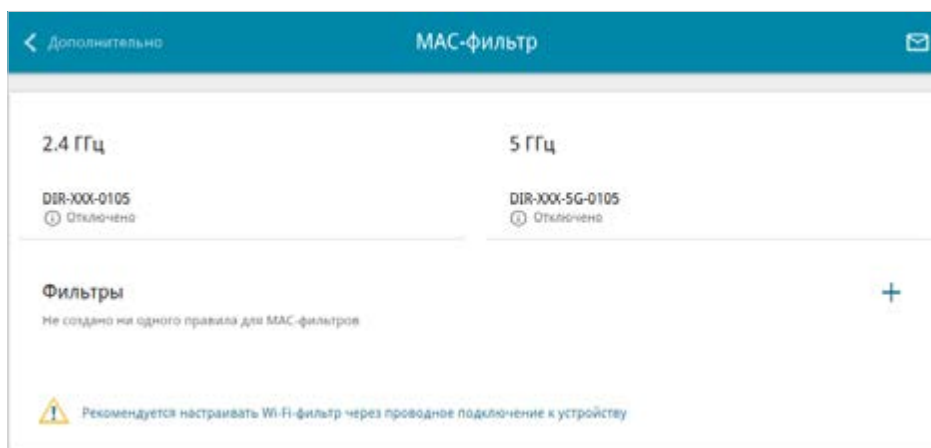 Дополнительно
MAC-фильтр
2.4 ГГц
5 ГГц
DIR-XXX-0105
DIR-XXX-5G-0105
Отключено
Отключено
Фильтры
Не создано ни одного правила для MAC-фильтров
Рекомендуется настраивать Wi-Fi-фильтр через проводное подключение к устройству